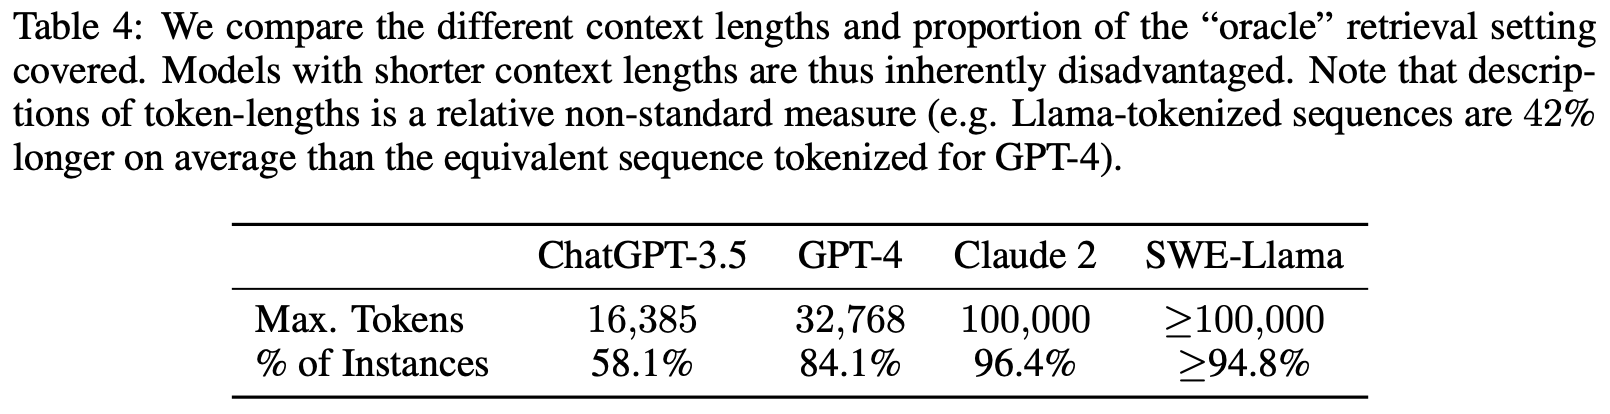 Table 4: We compare the different context lengths and proportion of the “oracle” retrieval setting
covered. Models with shorter context lengths are thus inherently disadvantaged. Note that descrip-
tions of token-lengths is a relative non-standard measure (e.g. Llama-tokenized sequences are 42%
longer on average than the equivalent sequence tokenized for GPT-4).
ChatGPT-3.5 GPT-4 Claude 2 SWE-Llama
Max. Tokens 16,385 32,768 100,000 ≥100,000
% of Instances 58.1% 84.1% 96.4% ≥94.8%